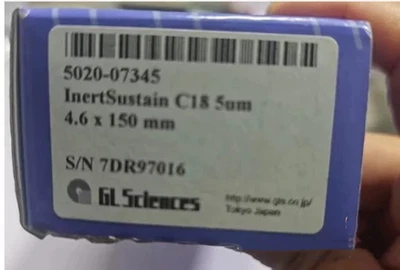 5020-07345
InertSustain C18 5um
4.6 x 150 mm
S/N 7DR97016
GL Sciences
http://www.gls.co.jp/
Tokyo Japan